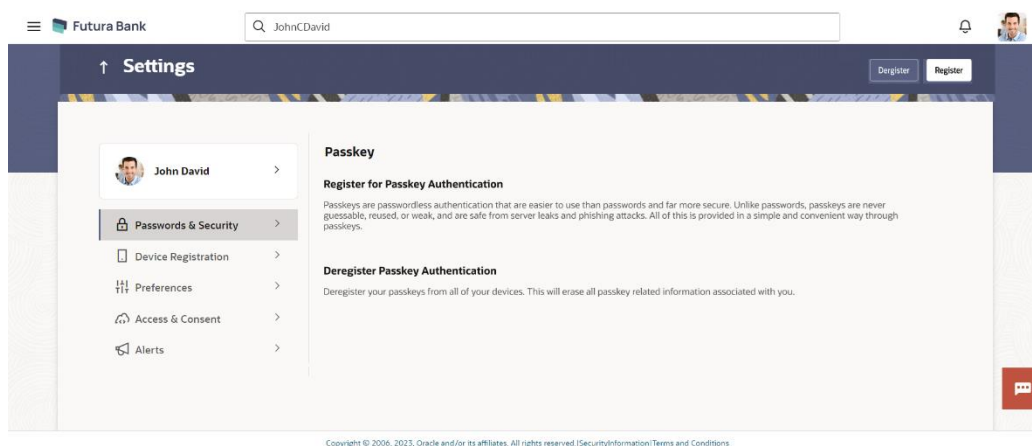 Futura Bank
JohnCDavid
Settings
Dergister
Register
John David
Passwords & Security
Device Registration
Preferences
Access & Consent
Alerts
Passkey
Register for Passkey Authentication
Passkeys are passwordless authentication that are easier to use than passwords and far more secure. Unlike passwords, passkeys are never
guessable, reused, or weak, and are safe from server leaks and phishing attacks. All of this is provided in a simple and convenient way through
passkeys.
Deregister Passkey Authentication
Deregister your passkeys from all of your devices. This will erase all passkey related information associated with you.
Copyright © 2006, 2023, Oracle and/or its affiliates. All rights reserved.|SecurityInformation|Terms and Conditions